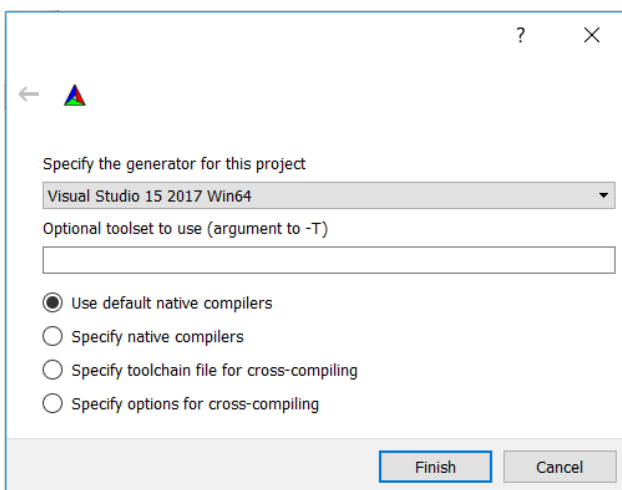 ?
Specify the generator for this project
Visual Studio 15 2017 Win64
Optional toolset to use (argument to -T)
Use default native compilers
Specify native compilers
Specify toolchain file for cross-compiling
Specify options for cross-compiling
Finish Cancel